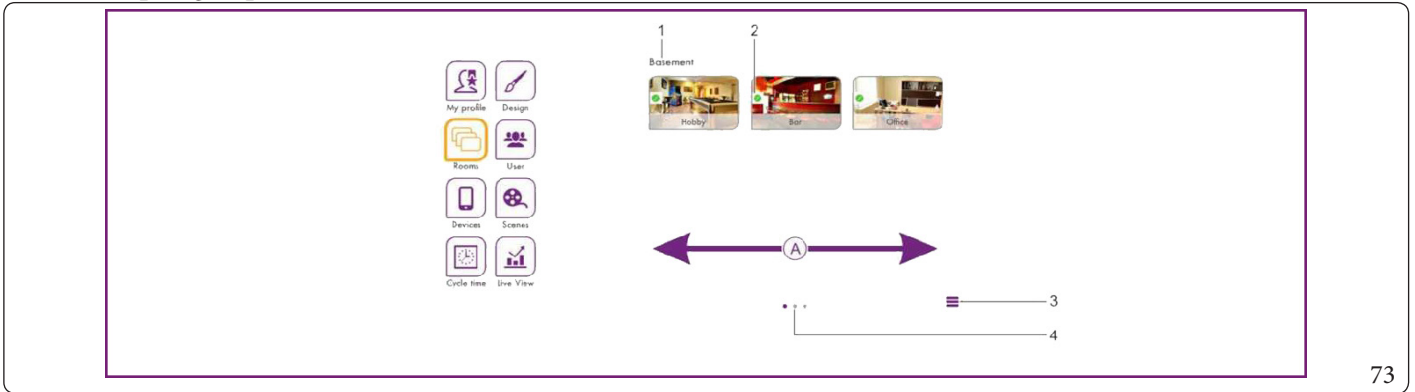 1 2
Basement
Hobby Bar Office
My profile Design
Rooms User
Devices Scenes
Cycle time Live View
A
3
4
73